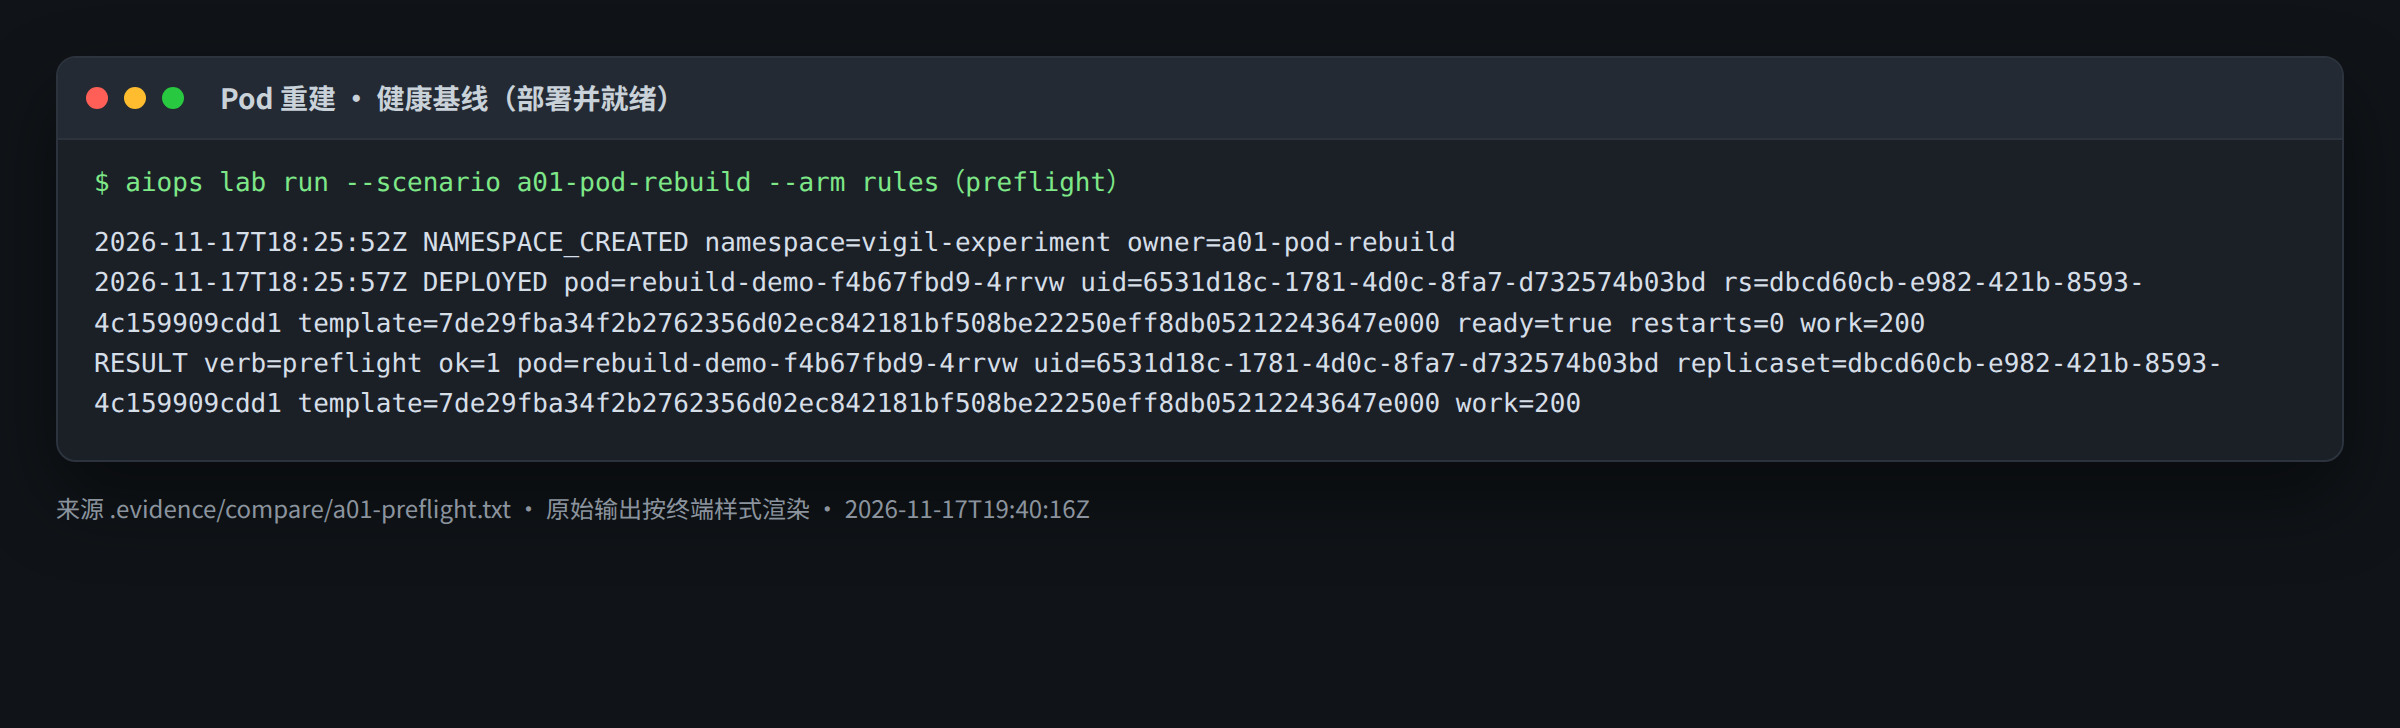 Pod 重建 · 健康基线（部署并就绪）
$ aiops lab run --scenario a01-pod-rebuild --arm rules（preflight）
2026-11-17T18:25:52Z NAMESPACE_CREATED namespace=vigil-experiment owner=a01-pod-rebuild
2026-11-17T18:25:57Z DEPLOYED pod=rebuild-demo-f4b67fbd9-4rrvw uid=6531d18c-1781-4d0c-8fa7-d732574b03bd rs=dbcd60cb-e982-421b-8593-
4c159909cdd1 template=7de29fba34f2b2762356d02ec842181bf508be22250eff8db05212243647e000 ready=true restarts=0 work=200
RESULT verb=preflight ok=1 pod=rebuild-demo-f4b67fbd9-4rrvw uid=6531d18c-1781-4d0c-8fa7-d732574b03bd replicaset=dbcd60cb-e982-421b-8593-
4c159909cdd1 template=7de29fba34f2b2762356d02ec842181bf508be22250eff8db05212243647e000 work=200
来源 .evidence/compare/a01-preflight.txt · 原始输出按终端样式渲染 · 2026-11-17T19:40:16Z